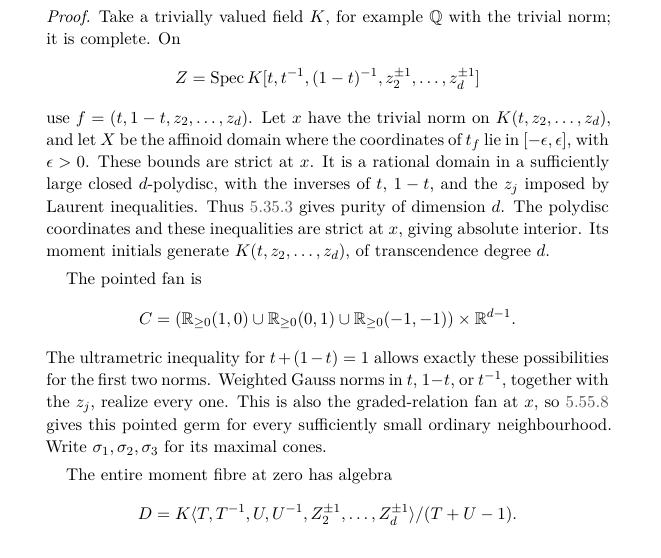 Proof. Take a trivially valued field K, for example ℚ with the trivial norm;
it is complete. On
Z = Spec K[t, t⁻¹, (1 − t)⁻¹, z₂^{±1}, . . . , z_d^{±1}]
use f = (t, 1 − t, z₂, . . . , z_d). Let x have the trivial norm on K(t, z₂, . . . , z_d),
and let X be the affinoid domain where the coordinates of t_f lie in [−ϵ, ϵ], with
ϵ > 0. These bounds are strict at x. It is a rational domain in a sufficiently
large closed d-polydisc, with the inverses of t, 1 − t, and the z_j imposed by
Laurent inequalities. Thus 5.35.3 gives purity of dimension d. The polydisc
coordinates and these inequalities are strict at x, giving absolute interior. Its
moment initials generate K(t, z₂, . . . , z_d), of transcendence degree d.
The pointed fan is
C = (ℝ_{≥0}(1, 0) ∪ ℝ_{≥0}(0, 1) ∪ ℝ_{≥0}(−1, −1)) × ℝ^{d−1}.
The ultrametric inequality for t + (1 − t) = 1 allows exactly these possibilities
for the first two norms. Weighted Gauss norms in t, 1−t, or t⁻¹, together with
the z_j, realize every one. This is also the graded-relation fan at x, so 5.55.8
gives this pointed germ for every sufficiently small ordinary neighbourhood.
Write σ₁, σ₂, σ₃ for its maximal cones.
The entire moment fibre at zero has algebra
D = K⟨T, T⁻¹, U, U⁻¹, Z₂^{±1}, . . . , Z_d^{±1}⟩/(T + U − 1).